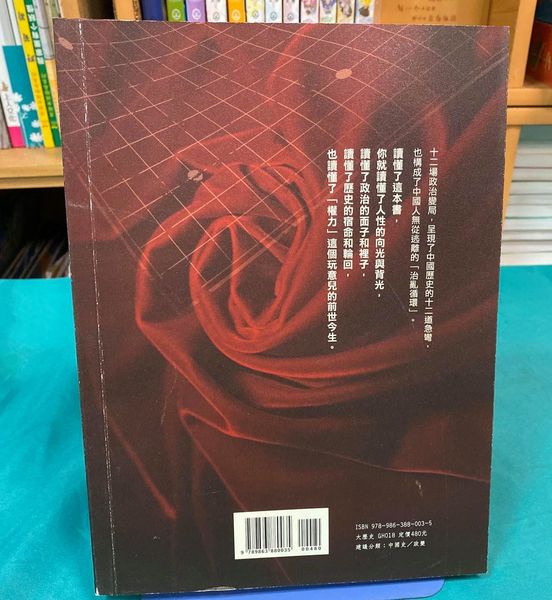 十二場政治變局，呈現了中國歷史的十二道急彎，
也構成了中國人無從逃離的「治亂循環」。
讀懂了這本書，
你就讀懂了人性的向光與背光，
讀懂了政治的面子和裡子，
讀懂了歷史的宿命和輪回，
也讀懂了「權力」這個玩意兒的前世今生。
ISBN 978-986-388-003-5
大歷史 GH018 定價480元
建議分類：中國史／政變
9 789863 880035
00480